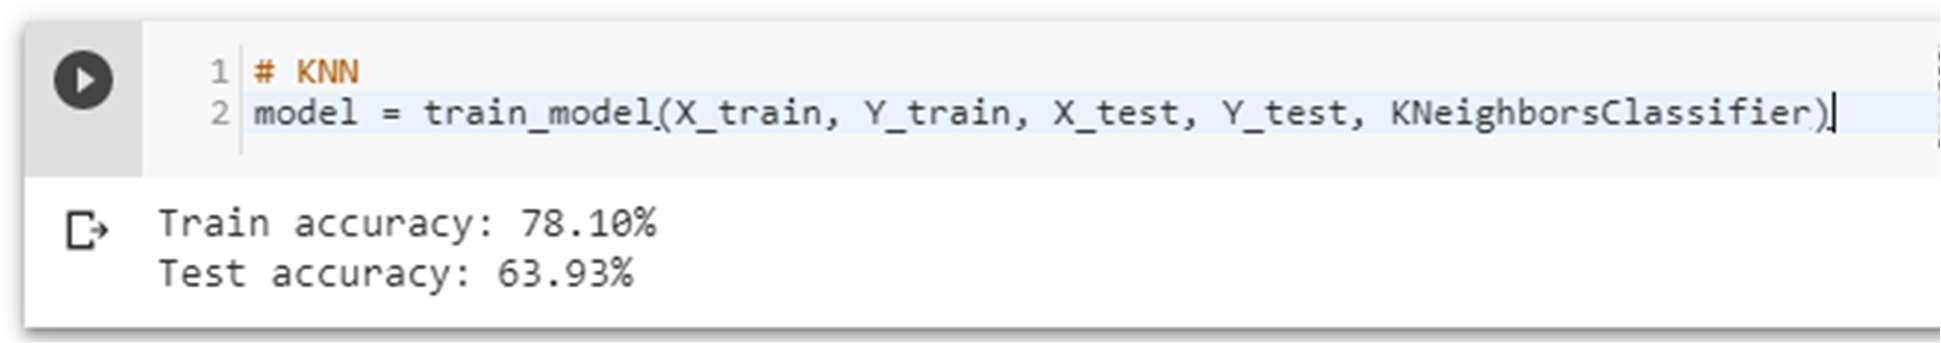 1 # KNN
2 model = train_model(X_train, Y_train, X_test, Y_test, KNeighborsClassifier)
Train accuracy: 78.10%
Test accuracy: 63.93%